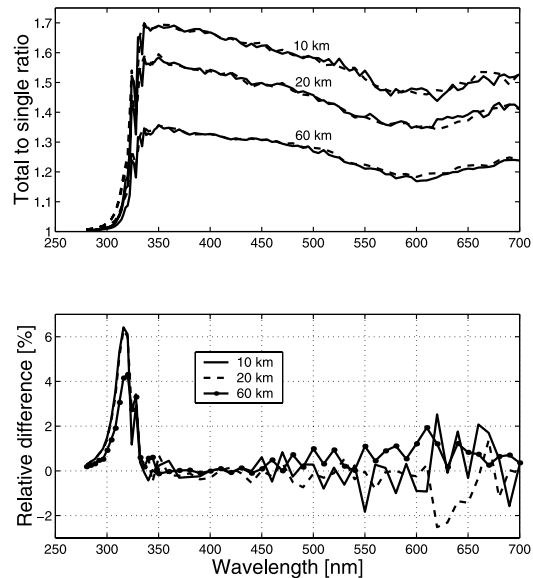 Total to single ratio
1.7
1.6
1.5
1.4
1.3
1.2
1.1
1
10 km
20 km
60 km
250 300 350 400 450 500 550 600 650 700
Relative difference [%]
6
4
2
0
−2
10 km
20 km
60 km
250 300 350 400 450 500 550 600 650 700
Wavelength [nm]